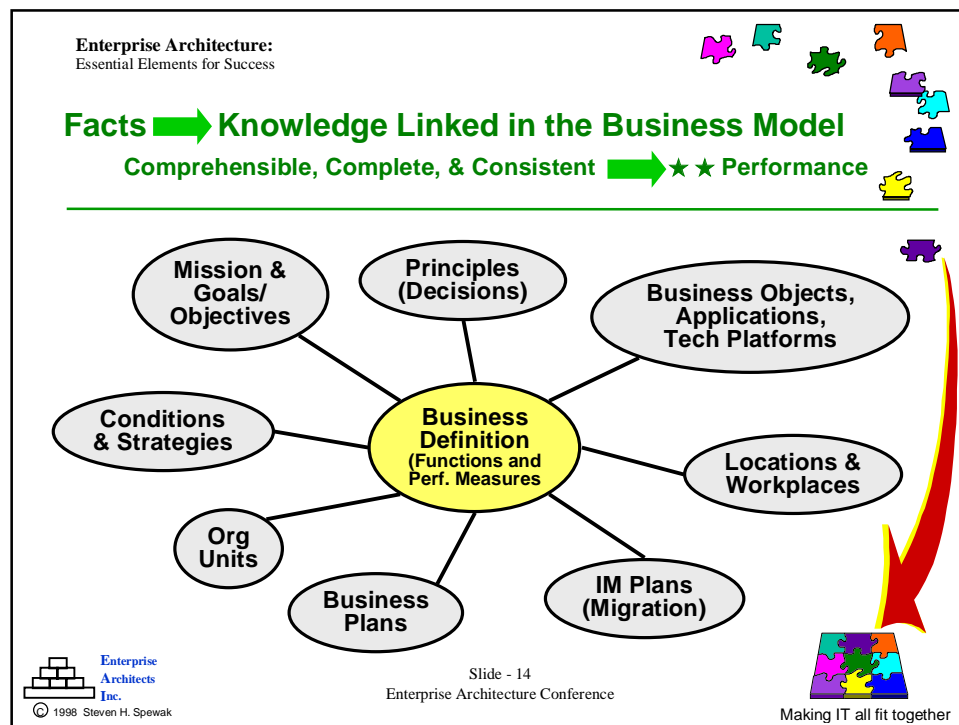 Enterprise Architecture:
Essential Elements for Success
Facts Knowledge Linked in the Business Model
Comprehensible, Complete, & Consistent ★ ★ Performance
Mission &
Goals/
Objectives
Principles
(Decisions)
Business Objects,
Applications,
Tech Platforms
Conditions
& Strategies
Business
Definition
(Functions and
Perf. Measures
Locations &
Workplaces
Org
Units
Business
Plans
IM Plans
(Migration)
Enterprise
Architects
Inc.
© 1998 Steven H. Spewak
Slide - 14
Enterprise Architecture Conference
Making IT all fit together